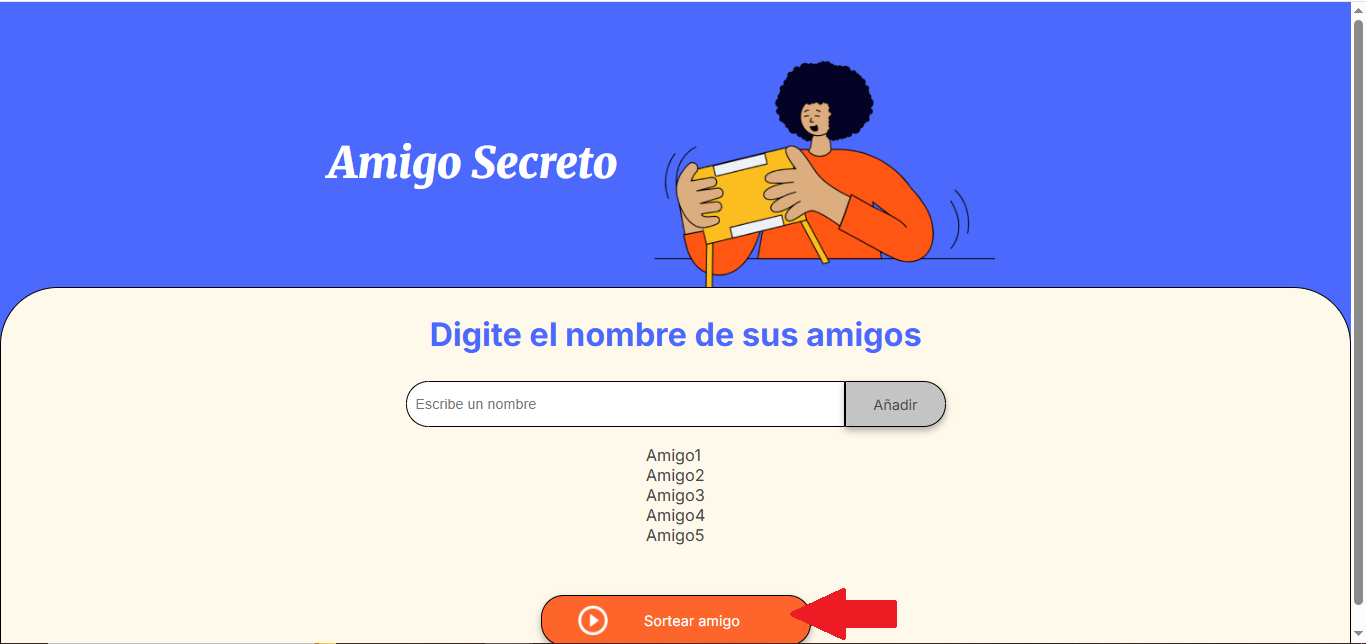 Amigo Secreto
Digite el nombre de sus amigos
Escribe un nombre
Añadir
Amigo1
Amigo2
Amigo3
Amigo4
Amigo5
Sortear amigo